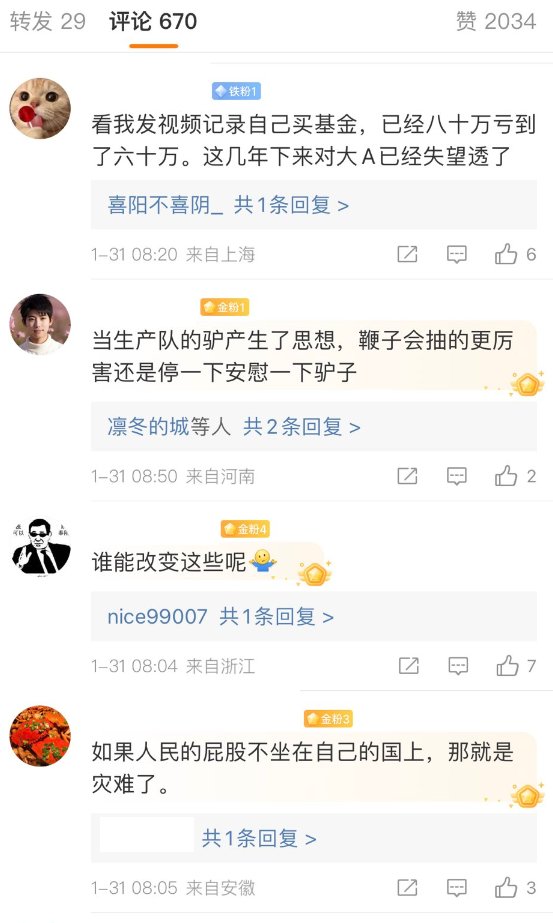 转发 29 评论 670 赞 2034
铁粉1
看我发视频记录自己买基金，已经八十万亏到
了六十万。这几年下来对大A已经失望透了
喜阳不喜阴_ 共1条回复 >
1-31 08:20 来自上海 6
金粉1
当生产队的驴产生了思想，鞭子会抽的更厉
害还是停一下安慰一下驴子
凛冬的城等人 共2条回复 >
1-31 08:50 来自河南 2
金粉4
谁能改变这些呢🤷
nice99007 共1条回复 >
1-31 08:04 来自浙江 7
金粉3
如果人民的屁股不坐在自己的国上，那就是
灾难了。
共1条回复 >
1-31 08:05 来自安徽 3